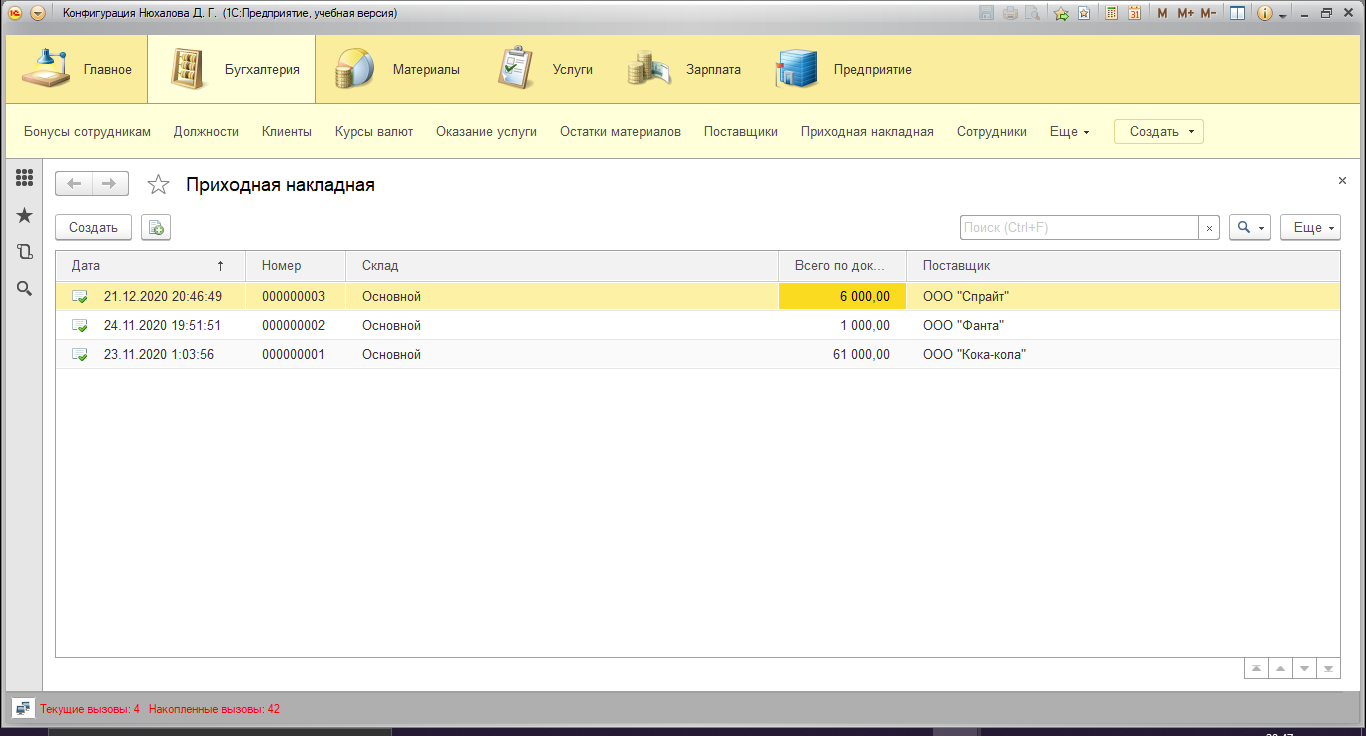 Конфигурация Нюхалова Д. Г. (1С:Предприятие, учебная версия)
31 M M+ M-
Главное Бухгалтерия Материалы Услуги Зарплата Предприятие
Бонусы сотрудникам Должности Клиенты Курсы валют Оказание услуги Остатки материалов Поставщики Приходная накладная Сотрудники Еще Создать
Приходная накладная
Создать Поиск (Ctrl+F) Еще
Дата Номер Склад Всего по док... Поставщик
21.12.2020 20:46:49 000000003 Основной 6 000,00 ООО "Спрайт"
24.11.2020 19:51:51 000000002 Основной 1 000,00 ООО "Фанта"
23.11.2020 1:03:56 000000001 Основной 61 000,00 ООО "Кока-кола"
Текущие вызовы: 4 Накопленные вызовы: 42